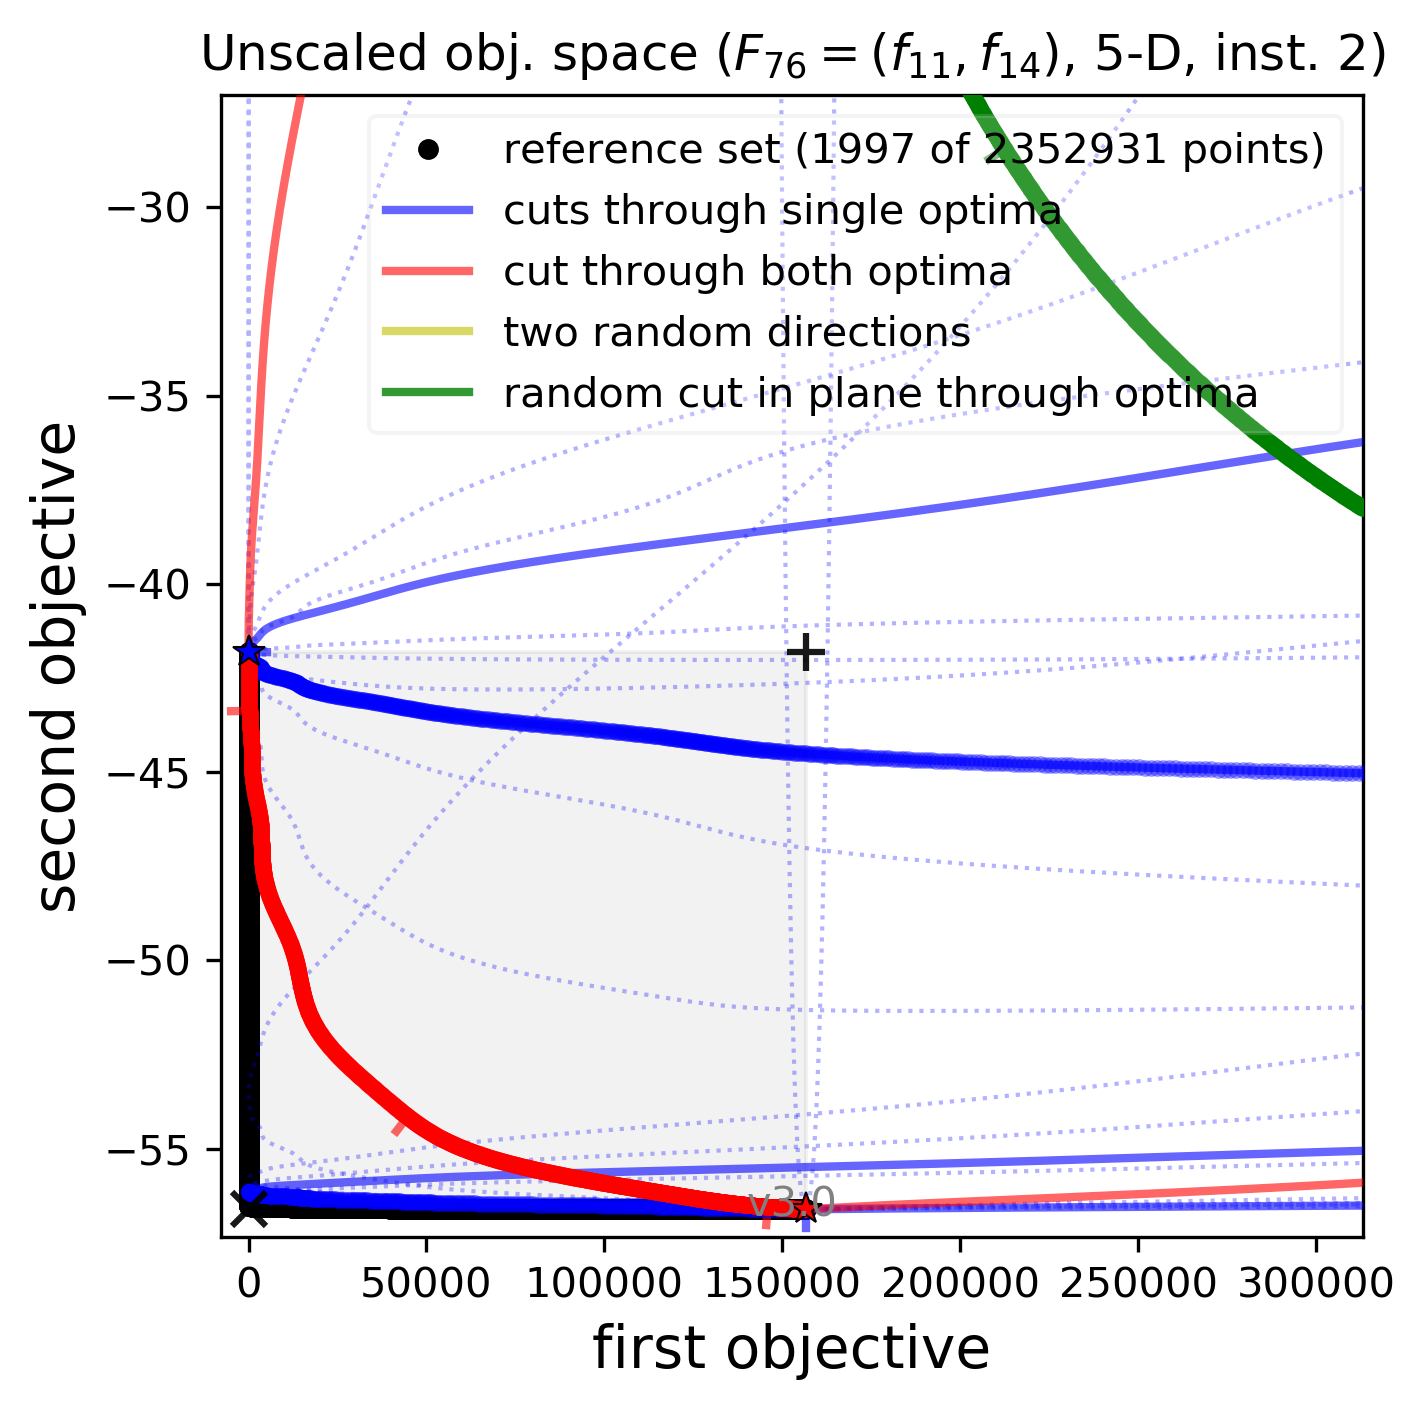 Unscaled obj. space (F₇₆ = (f₁₁, f₁₄), 5-D, inst. 2)
reference set (1997 of 2352931 points)
cuts through single optima
cut through both optima
two random directions
random cut in plane through optima
second objective
−30
−35
−40
−45
−50
−55
v3.0
0 50000 100000 150000 200000 250000 300000
first objective